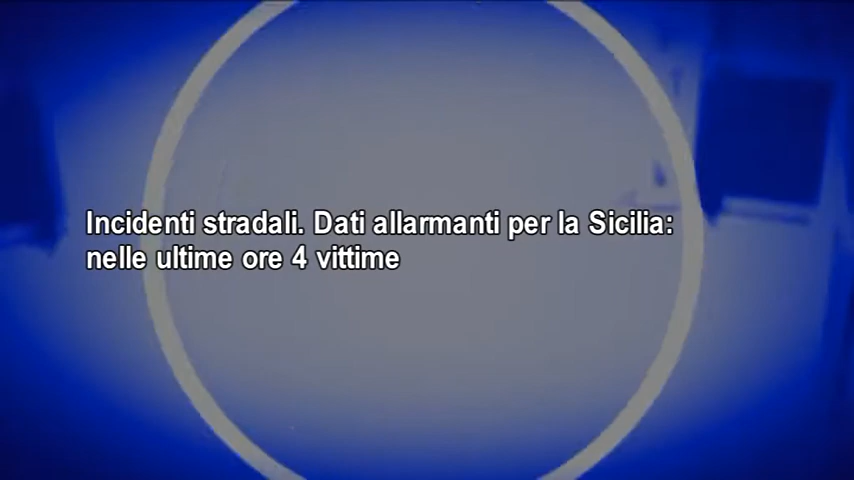 Incidenti stradali. Dati allarmanti per la Sicilia:
nelle ultime ore 4 vittime